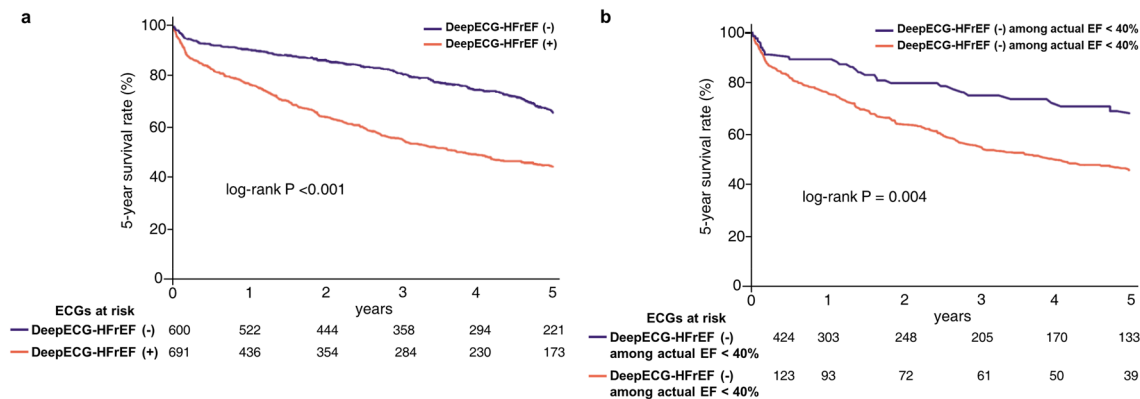 a
DeepECG-HFrEF (-)
DeepECG-HFrEF (+)
5-year survival rate (%)
100
80
60
40
20
0
log-rank P <0.001
0 1 2 3 4 5
years
ECGs at risk
DeepECG-HFrEF (-) 600 522 444 358 294 221
DeepECG-HFrEF (+) 691 436 354 284 230 173
b
DeepECG-HFrEF (-) among actual EF < 40%
DeepECG-HFrEF (-) among actual EF < 40%
5-year survival rate (%)
100
80
60
40
20
0
log-rank P = 0.004
0 1 2 3 4 5
years
ECGs at risk
DeepECG-HFrEF (-) 424 303 248 205 170 133
among actual EF < 40%
DeepECG-HFrEF (-) 123 93 72 61 50 39
among actual EF < 40%